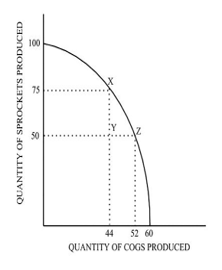 QUANTITY OF SPROCKETS PRODUCED
100
X
75
Y
Z
50
44 52 60
QUANTITY OF COGS PRODUCED